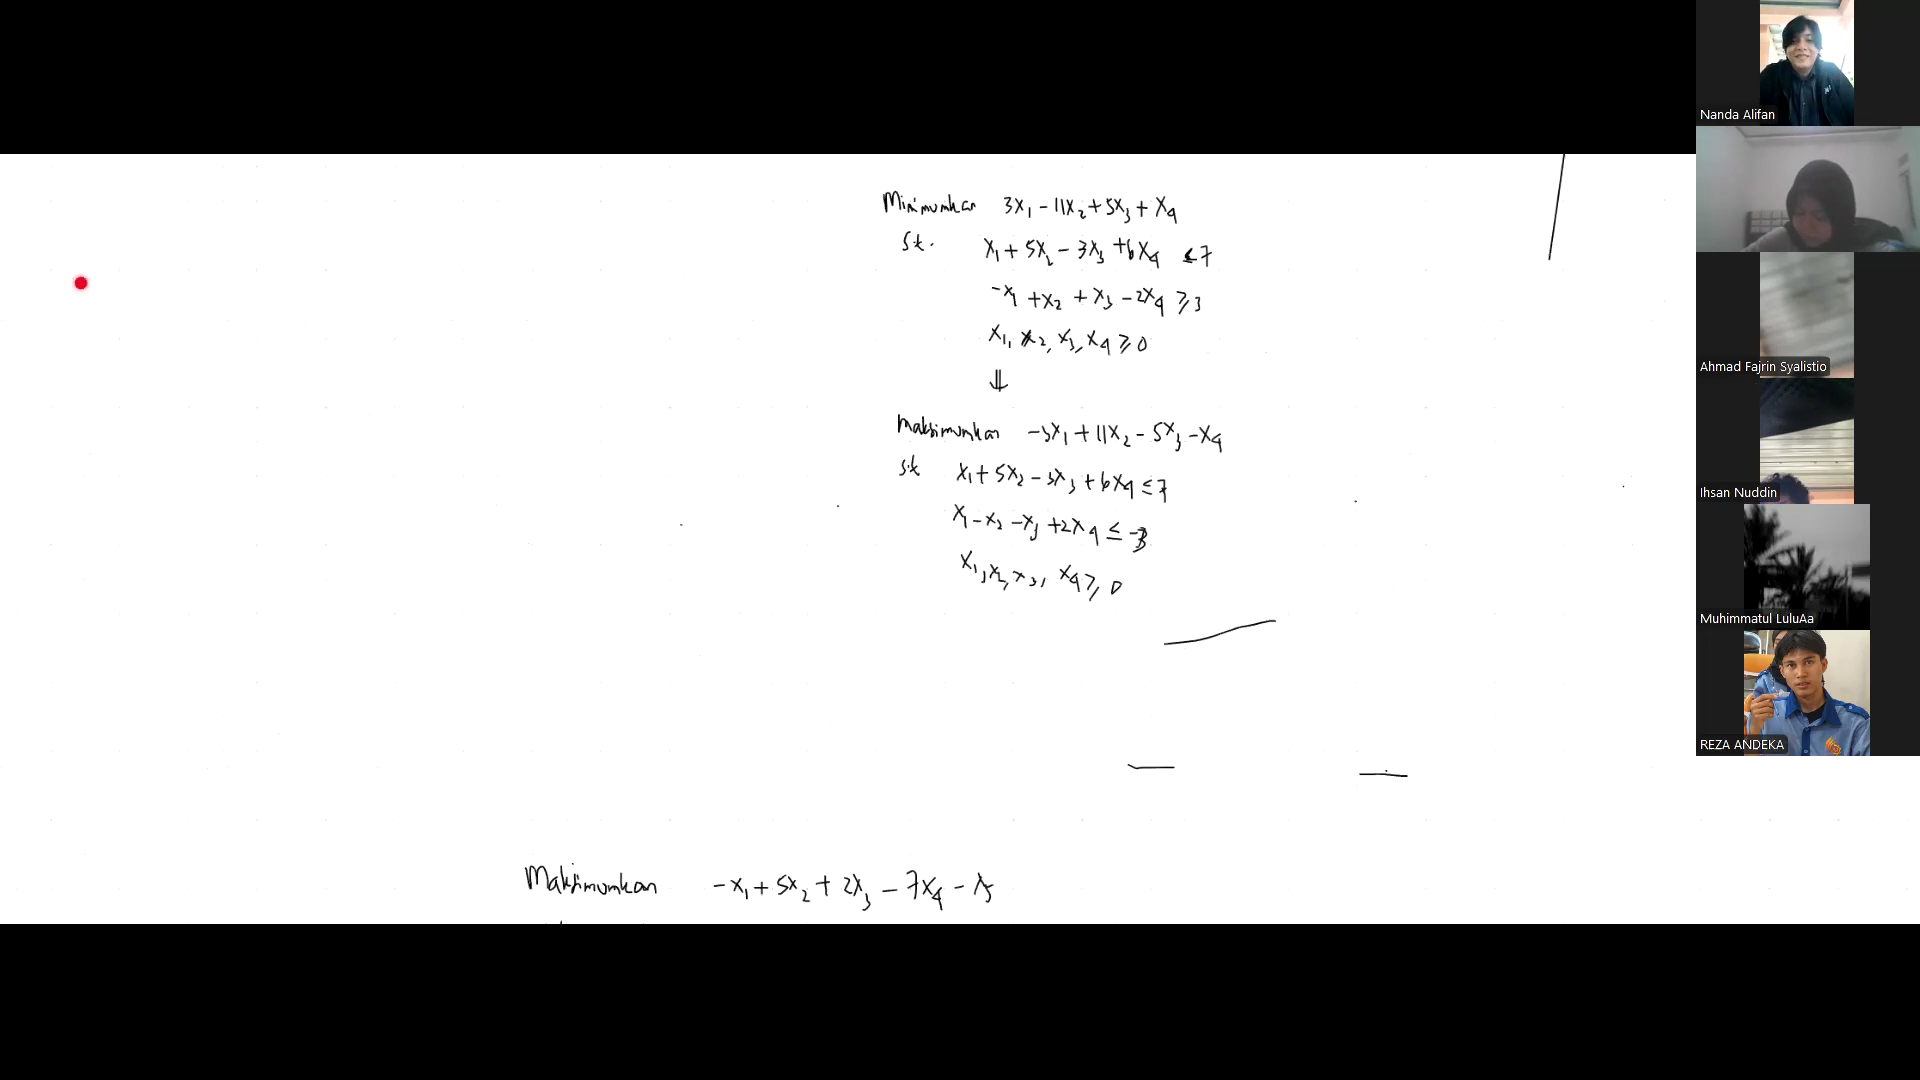 Minimumkan 3x₁ - 11x₂ + 5x₃ + x₄
St. x₁ + 5x₂ - 3x₃ + 6x₄ ≤ 7
-x₁ + x₂ + x₃ - 2x₄ ≥ 3
x₁, x₂, x₃, x₄ ≥ 0
⇓
Maksimumkan -3x₁ + 11x₂ - 5x₃ - x₄
st x₁ + 5x₂ - 3x₃ + 6x₄ ≤ 7
x₁ - x₂ - x₃ + 2x₄ ≤ -3
x₁, x₂, x₃, x₄ ≥ 0
Maksimumkan -x₁ + 5x₂ + 2x₃ - 7x₄ - x₅
Nanda Alifan
Ahmad Fajrin Syalistio
Ihsan Nuddin
Muhimmatul LuluAa
REZA ANDEKA